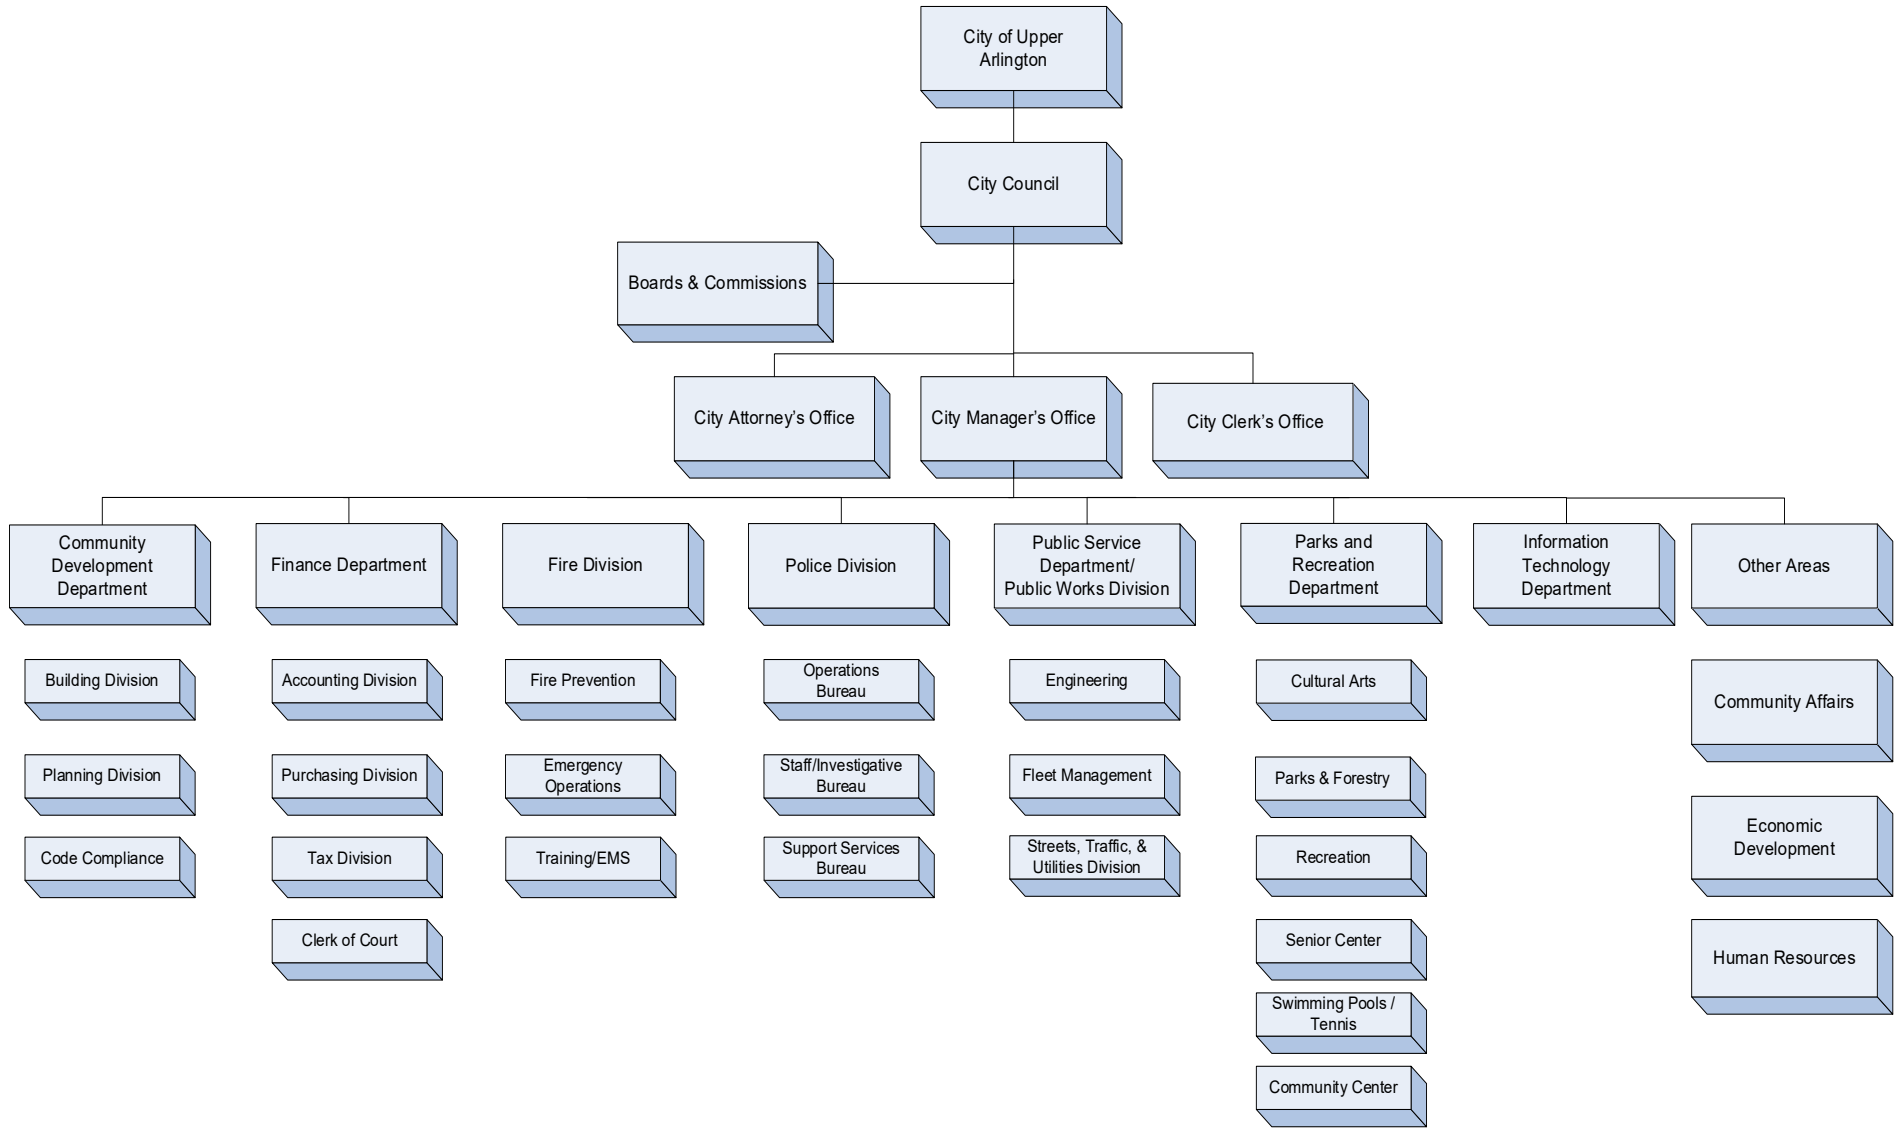 City of Upper
Arlington
City Council
Boards & Commissions
City Attorney’s Office
City Manager’s Office
City Clerk’s Office
Community
Development
Department
Finance Department
Fire Division
Police Division
Public Service
Department/
Public Works Division
Parks and
Recreation
Department
Information
Technology
Department
Other Areas
Building Division
Planning Division
Code Compliance
Accounting Division
Purchasing Division
Tax Division
Clerk of Court
Fire Prevention
Emergency
Operations
Training/EMS
Operations
Bureau
Staff/Investigative
Bureau
Support Services
Bureau
Engineering
Fleet Management
Streets, Traffic, &
Utilities Division
Cultural Arts
Parks & Forestry
Recreation
Senior Center
Swimming Pools /
Tennis
Community Center
Community Affairs
Economic
Development
Human Resources